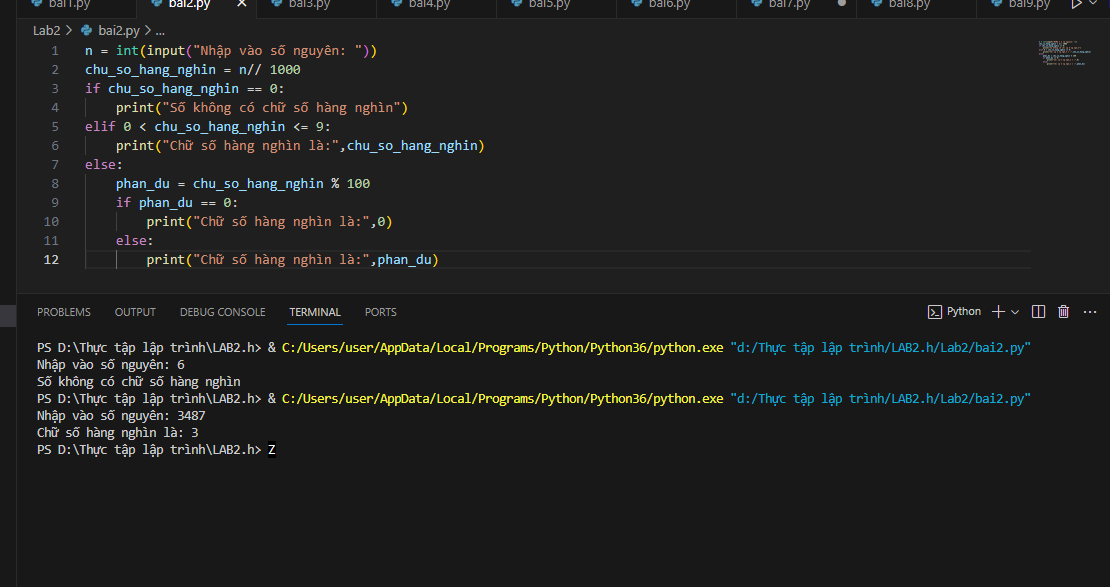 bai1.py bai2.py bai3.py bai4.py bai5.py bai6.py bai7.py bai8.py bai9.py
Lab2 > bai2.py > ...
1 n = int(input("Nhập vào số nguyên: "))
2 chu_so_hang_nghin = n// 1000
3 if chu_so_hang_nghin == 0:
4 print("Số không có chữ số hàng nghìn")
5 elif 0 < chu_so_hang_nghin <= 9:
6 print("Chữ số hàng nghìn là:",chu_so_hang_nghin)
7 else:
8 phan_du = chu_so_hang_nghin % 100
9 if phan_du == 0:
10 print("Chữ số hàng nghìn là:",0)
11 else:
12 print("Chữ số hàng nghìn là:",phan_du)
PROBLEMS OUTPUT DEBUG CONSOLE TERMINAL PORTS Python
PS D:\Thực tập lập trình\LAB2.h> & C:/Users/user/AppData/Local/Programs/Python/Python36/python.exe "d:/Thực tập lập trình/LAB2.h/Lab2/bai2.py"
Nhập vào số nguyên: 6
Số không có chữ số hàng nghìn
PS D:\Thực tập lập trình\LAB2.h> & C:/Users/user/AppData/Local/Programs/Python/Python36/python.exe "d:/Thực tập lập trình/LAB2.h/Lab2/bai2.py"
Nhập vào số nguyên: 3487
Chữ số hàng nghìn là: 3
PS D:\Thực tập lập trình\LAB2.h> Z